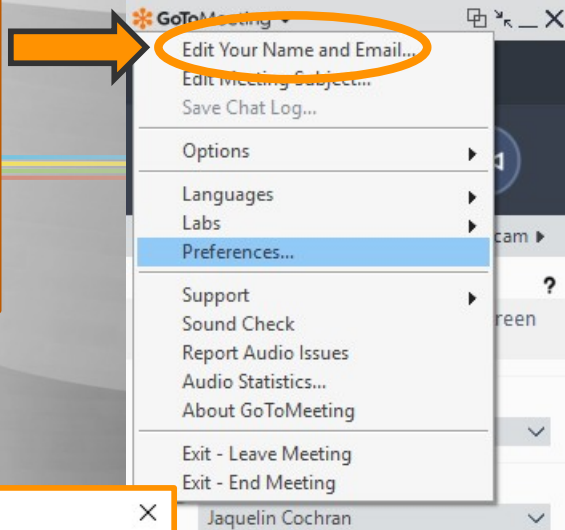 GoToMeeting
Edit Your Name and Email...
Edit Meeting Subject...
Save Chat Log...
Options
Languages
Labs
cam
Preferences...
?
Support
reen
Sound Check
Report Audio Issues
Audio Statistics...
About GoToMeeting
Exit - Leave Meeting
Exit - End Meeting
Jaquelin Cochran